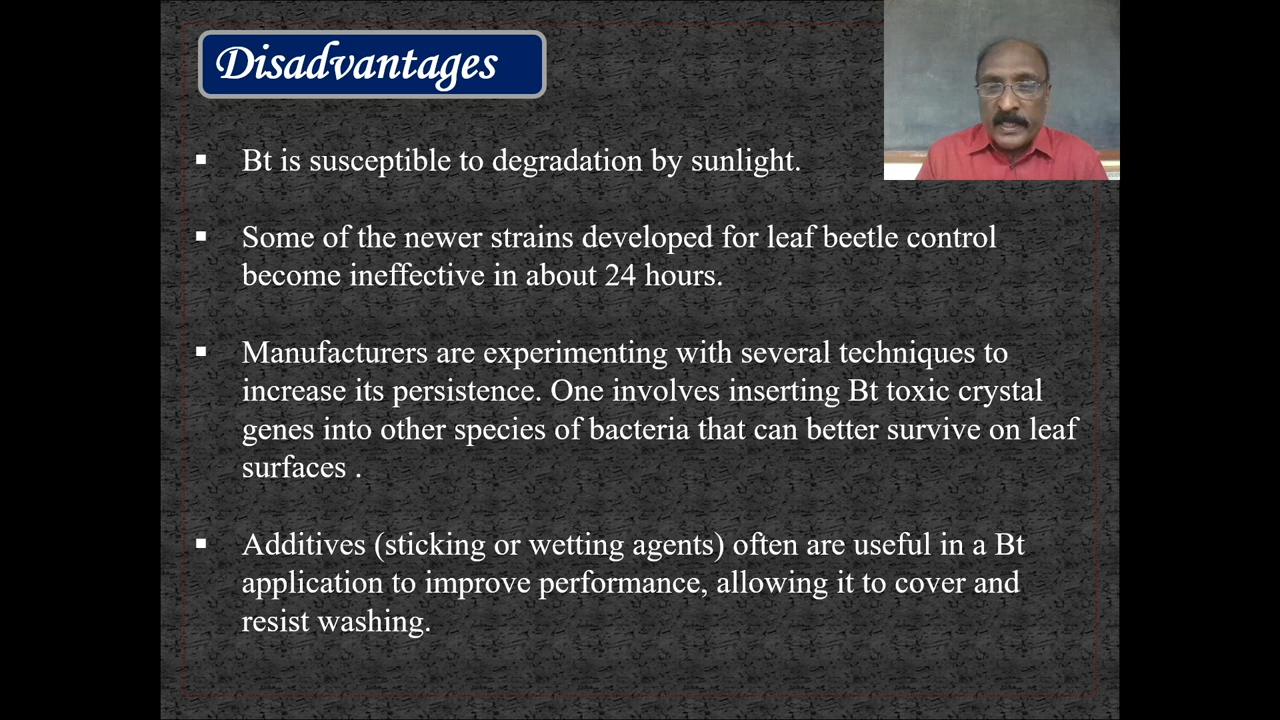 Disadvantages
▪ Bt is susceptible to degradation by sunlight.
▪ Some of the newer strains developed for leaf beetle control
become ineffective in about 24 hours.
▪ Manufacturers are experimenting with several techniques to
increase its persistence. One involves inserting Bt toxic crystal
genes into other species of bacteria that can better survive on leaf
surfaces .
▪ Additives (sticking or wetting agents) often are useful in a Bt
application to improve performance, allowing it to cover and
resist washing.